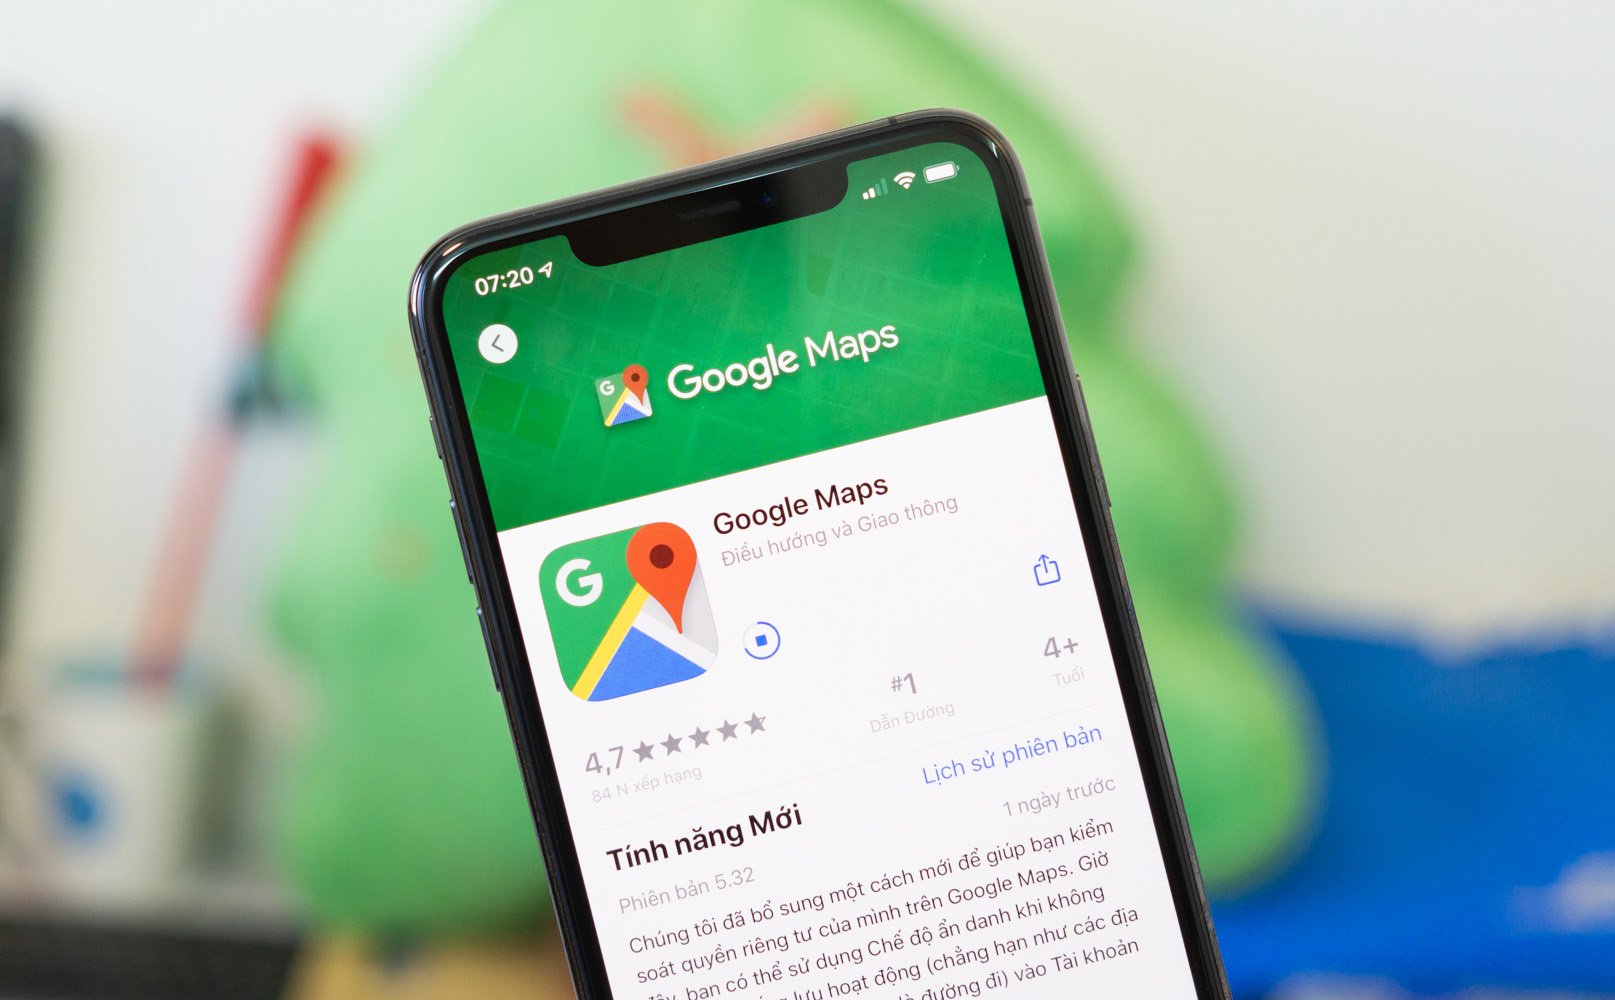 07:20
G Google Maps
G
Google Maps
Điều hướng và Giao thông
4,7
84 N xếp hạng
#1
Dẫn Đường
4+
Tuổi
Tính năng Mới
Lịch sử phiên bản
Phiên bản 5.32
1 ngày trước
Chúng tôi đã bổ sung một cách mới để giúp bạn kiểm
soát quyền riêng tư của mình trên Google Maps. Giờ
đây, bạn có thể sử dụng Chế độ ẩn danh khi không
lưu hoạt động (chẳng hạn như các địa
đường đi) vào Tài khoản